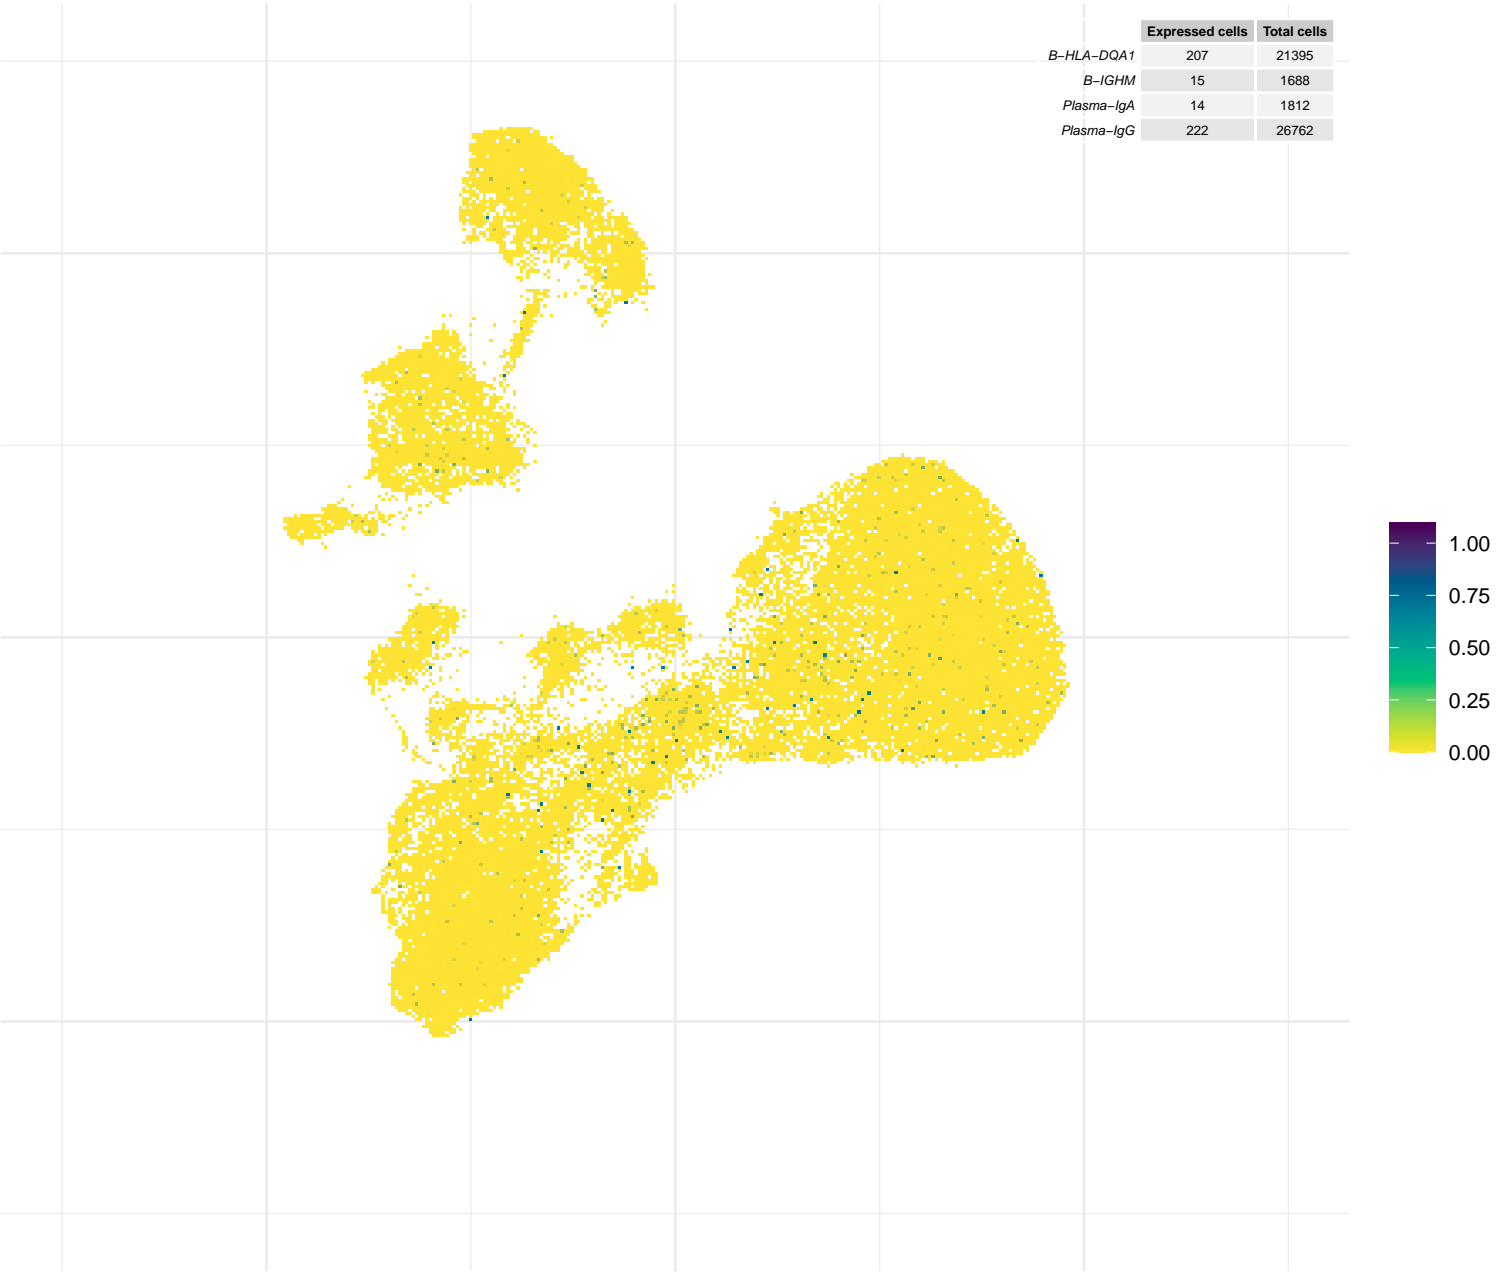 Expressed cells Total cells
B−HLA−DQA1 207 21395
B−IGHM 15 1688
Plasma−IgA 14 1812
Plasma−IgG 222 26762
1.00
0.75
0.50
0.25
0.00